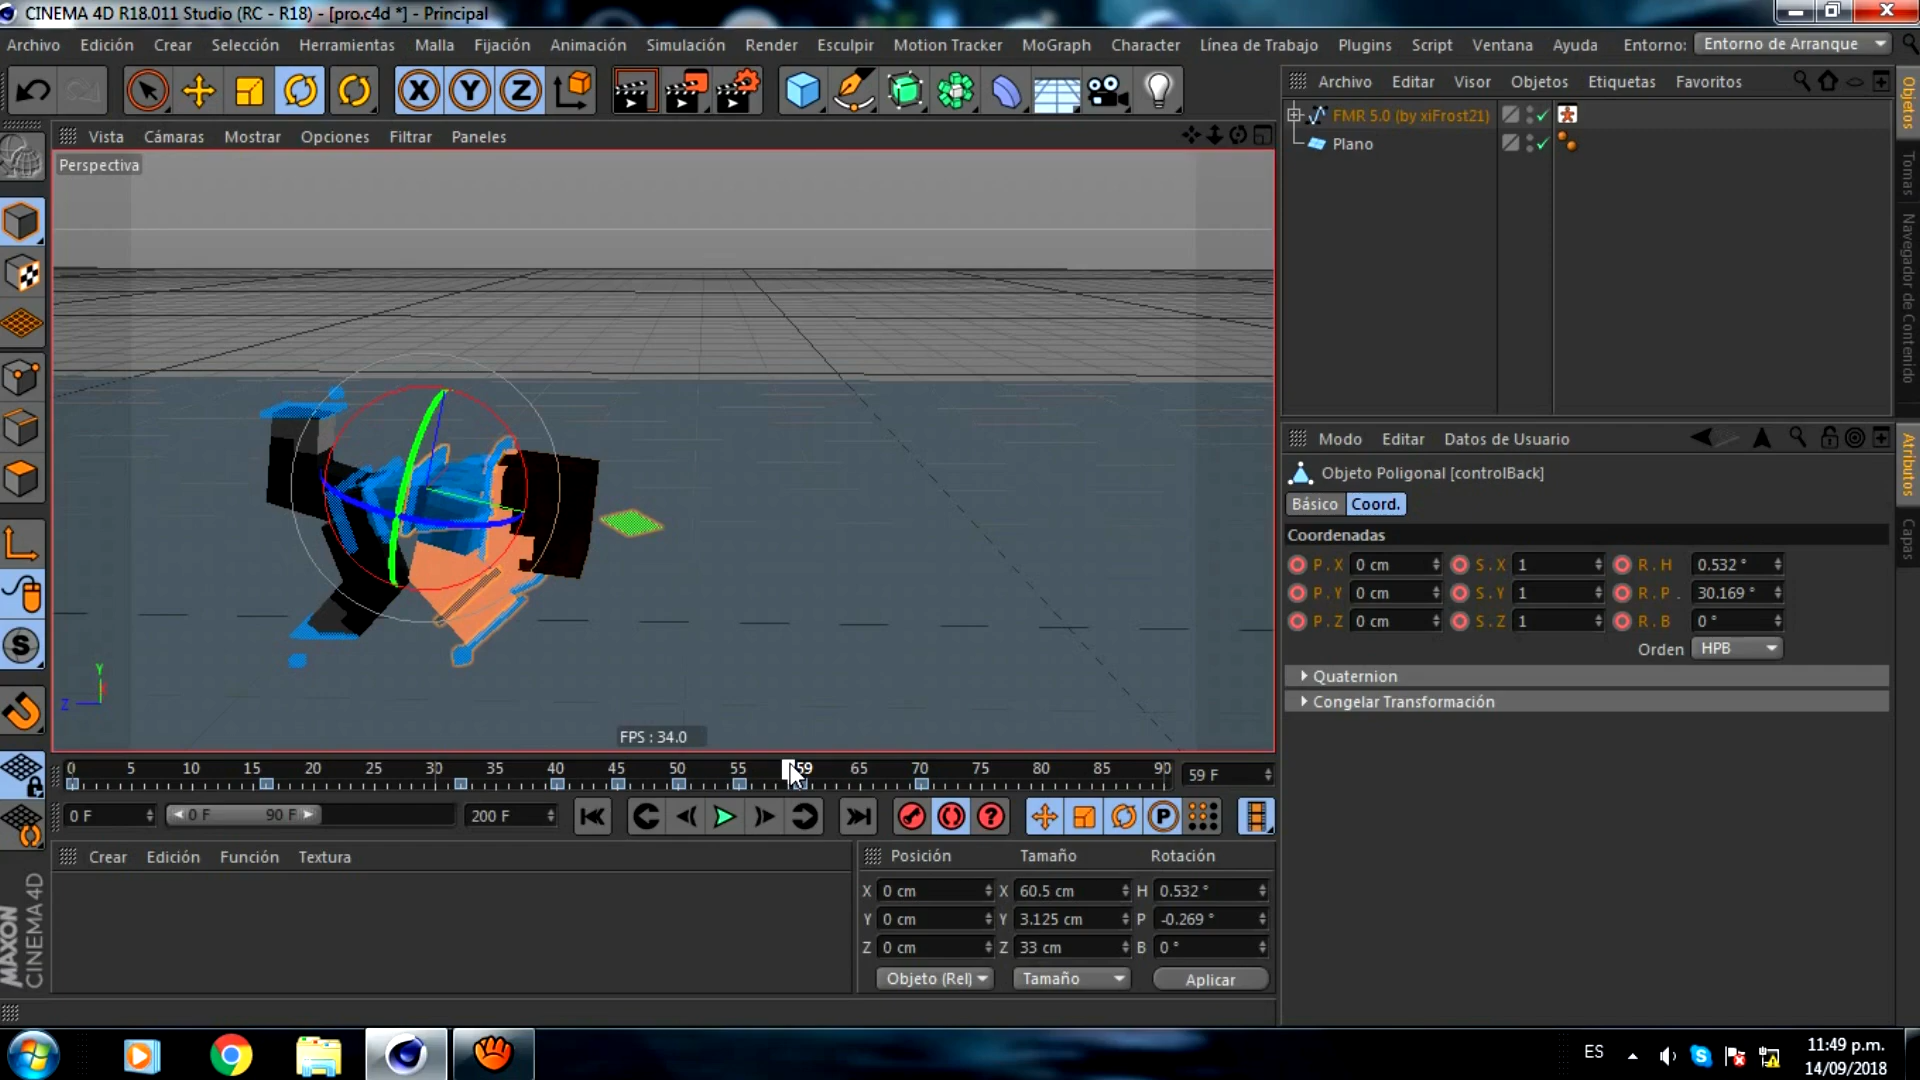 CINEMA 4D R18.011 Studio (RC - R18) - [pro.c4d *] - Principal
Archivo Edición Crear Selección Herramientas Malla Fijación Animación Simulación Render Esculpir Motion Tracker MoGraph Character Línea de Trabajo Plugins Script Ventana Ayuda Entorno: Entorno de Arranque
X Y Z
Vista Cámaras Mostrar Opciones Filtrar Paneles
Perspectiva
Archivo Editar Visor Objetos Etiquetas Favoritos
FMR 5.0 (by xiFrost21)
Plano
Objetos
Tomas
Navegador de Contenido
Modo Editar Datos de Usuario
Objeto Poligonal [controlBack]
Básico Coord.
Coordenadas
P . X 0 cm S . X 1 R . H 0.532 °
P . Y 0 cm S . Y 1 R . P . 30.169 °
P . Z 0 cm S . Z 1 R . B 0 °
Orden HPB
Quaternion
Congelar Transformación
Atributos
Capas
S
Y
Z
FPS : 34.0
0 5 10 15 20 25 30 35 40 45 50 55 59 65 70 75 80 85 90 59 F
0 F 0 F 90 F 200 F P
Crear Edición Función Textura
Posición Tamaño Rotación
X 0 cm X 60.5 cm H 0.532 °
Y 0 cm Y 3.125 cm P -0.269 °
Z 0 cm Z 33 cm B 0 °
Objeto (Rel) Tamaño Aplicar
MAXON
CINEMA 4D
ES
11:49 p.m.
14/09/2018